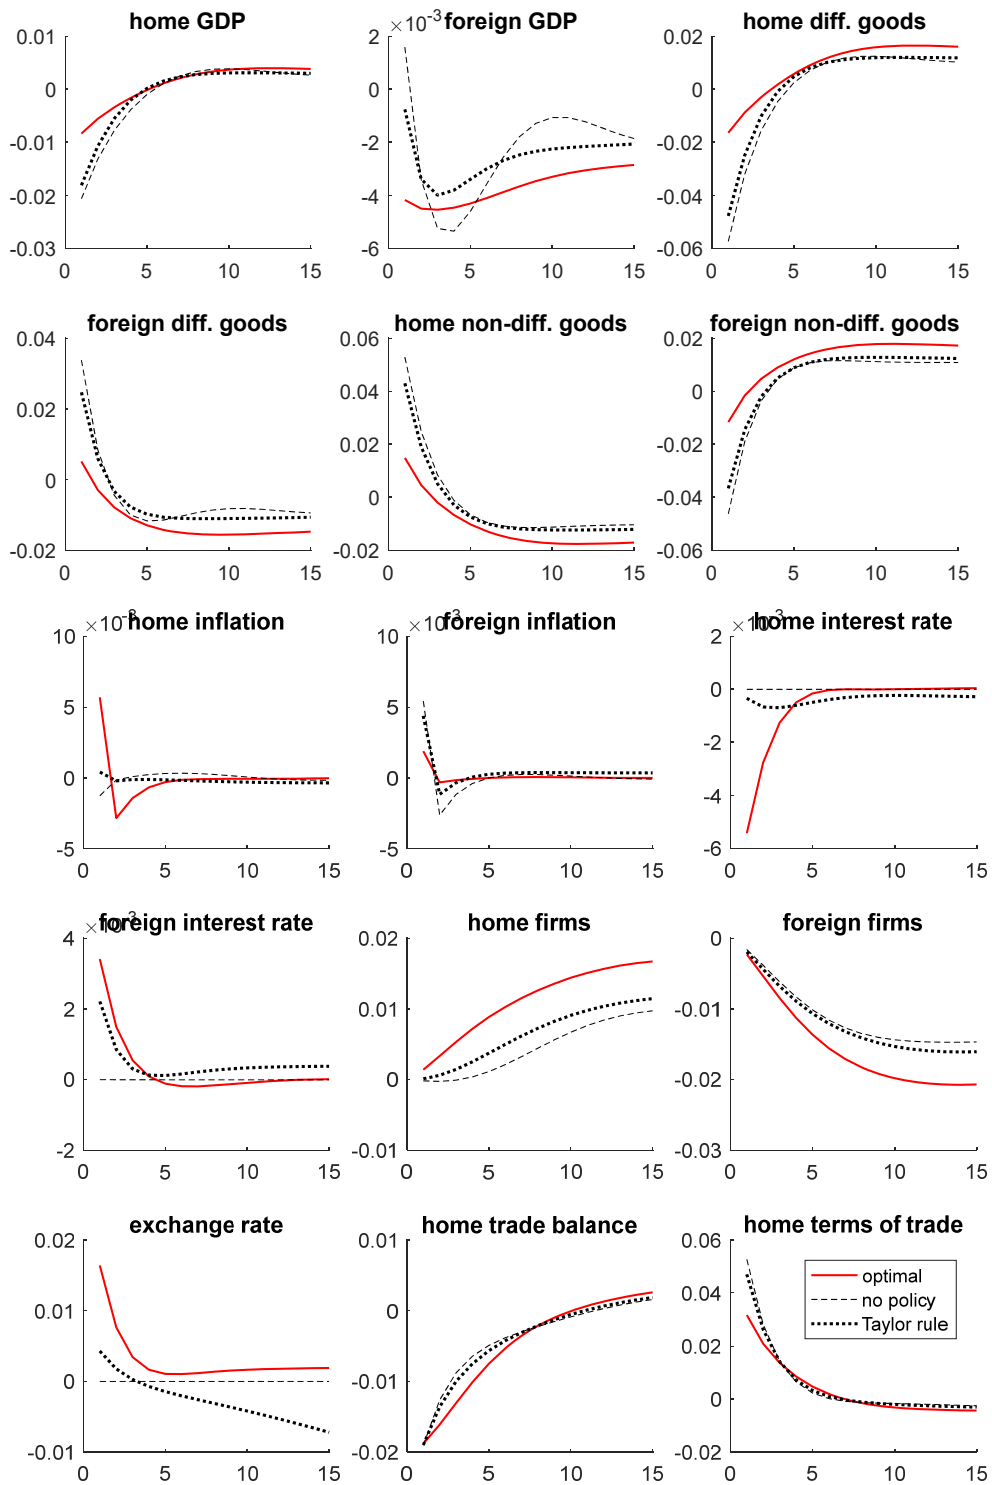 home GDP
0.01
0
-0.01
-0.02
-0.03
0 5 10 15
×10-3 foreign GDP
2
0
-2
-4
-6
0 5 10 15
home diff. goods
0.02
0
-0.02
-0.04
-0.06
0 5 10 15
foreign diff. goods
0.04
0.02
0
-0.02
0 5 10 15
home non-diff. goods
0.06
0.04
0.02
0
-0.02
0 5 10 15
foreign non-diff. goods
0.02
0
-0.02
-0.04
-0.06
0 5 10 15
×10-3 home inflation
10
5
0
-5
0 5 10 15
×10-3 foreign inflation
10
5
0
-5
0 5 10 15
×10-3 home interest rate
2
0
-2
-4
-6
0 5 10 15
×10-3 foreign interest rate
4
2
0
-2
0 5 10 15
home firms
0.02
0.01
0
-0.01
0 5 10 15
foreign firms
0
-0.01
-0.02
-0.03
0 5 10 15
exchange rate
0.02
0.01
0
-0.01
0 5 10 15
home trade balance
0.01
0
-0.01
-0.02
0 5 10 15
home terms of trade
0.06
0.04
0.02
0
-0.02
0 5 10 15
optimal
no policy
Taylor rule